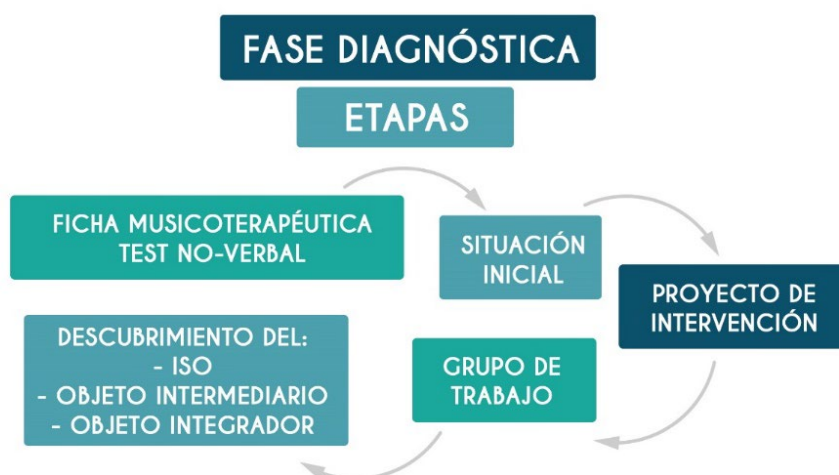 FASE DIAGNÓSTICA
ETAPAS
FICHA MUSICOTERAPÉUTICA
TEST NO-VERBAL
SITUACIÓN
INICIAL
PROYECTO DE
INTERVENCIÓN
GRUPO DE
TRABAJO
DESCUBRIMIENTO DEL:
- ISO
- OBJETO INTERMEDIARIO
- OBJETO INTEGRADOR